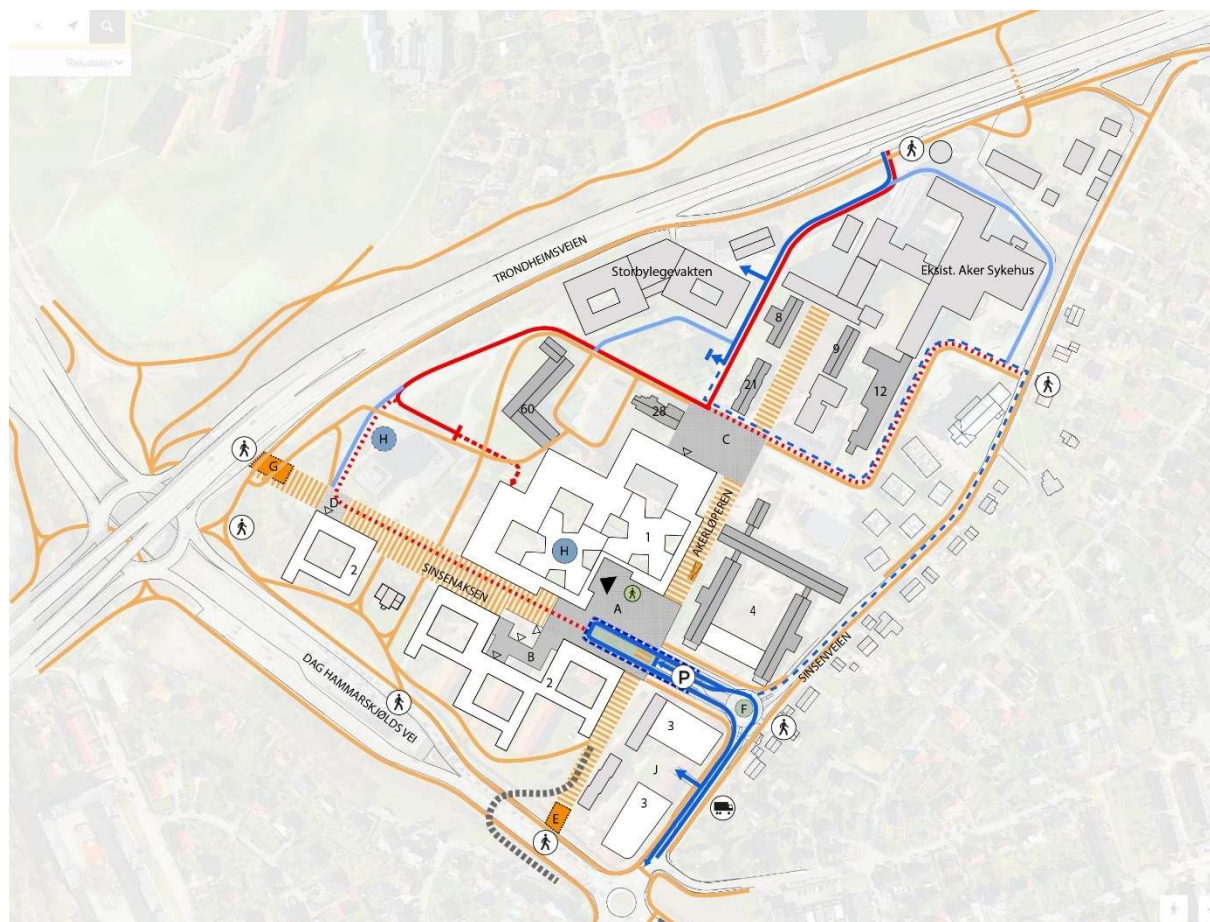 Resultater
TRONDHEIMSVEIEN
Storbylegevakten
Eksist. Aker Sykehus
8
9
21
12
60
28
C
H
G
D
AKERLØPEREN
1
H
2
SINSENAKSEN
A
4
B
2
P
SINSENVEIEN
F
DAG HAMMARSKJØLDS VEI
3
J
3
E